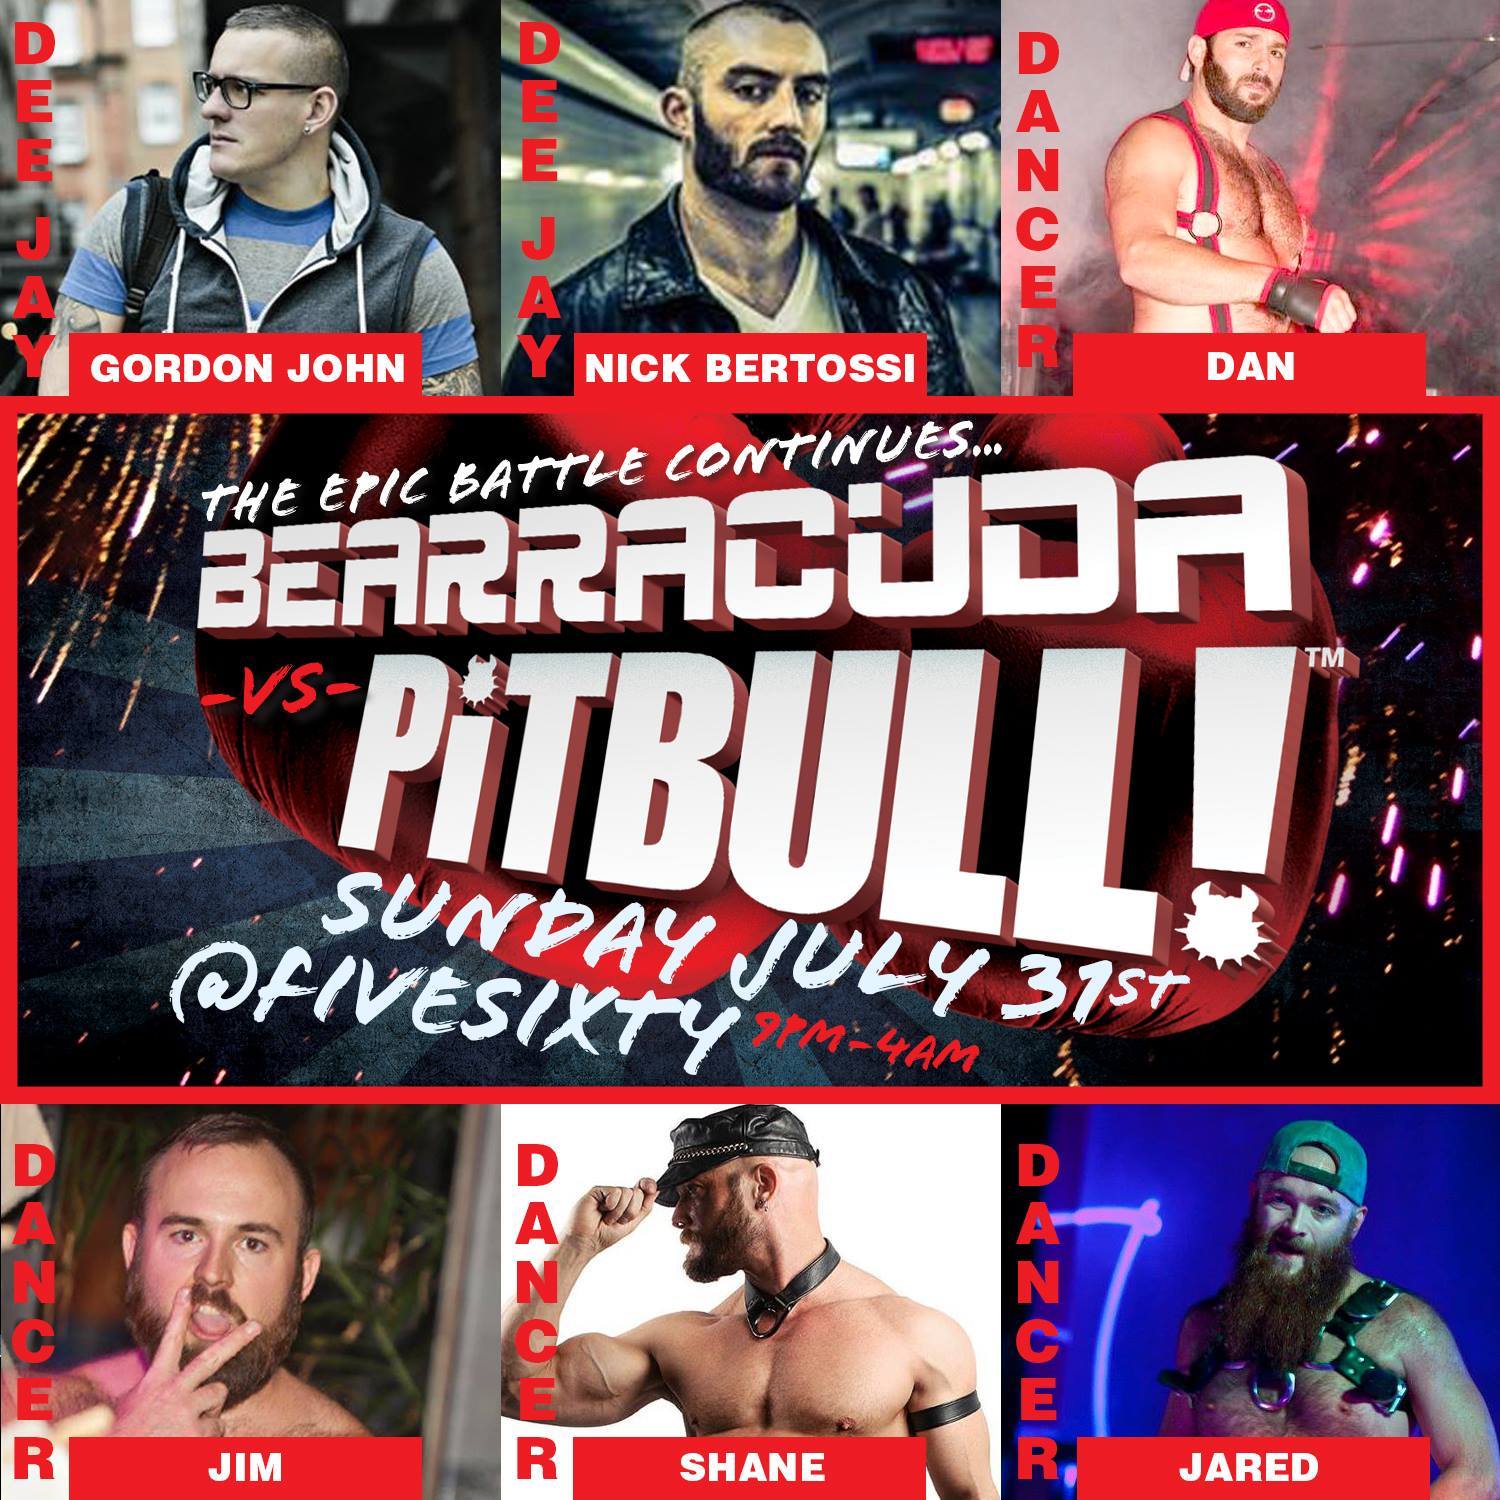 DEE JAY
GORDON JOHN
DEE JAY
NICK BERTOSSI
DANCER
DAN
THE EPIC BATTLE CONTINUES...
BEARRACUDA
-VS-
PiTBULL!™
SUNDAY JULY 31ST
@FIVESIXTY 9PM-4AM
DANCER
JIM
DANCER
SHANE
DANCER
JARED